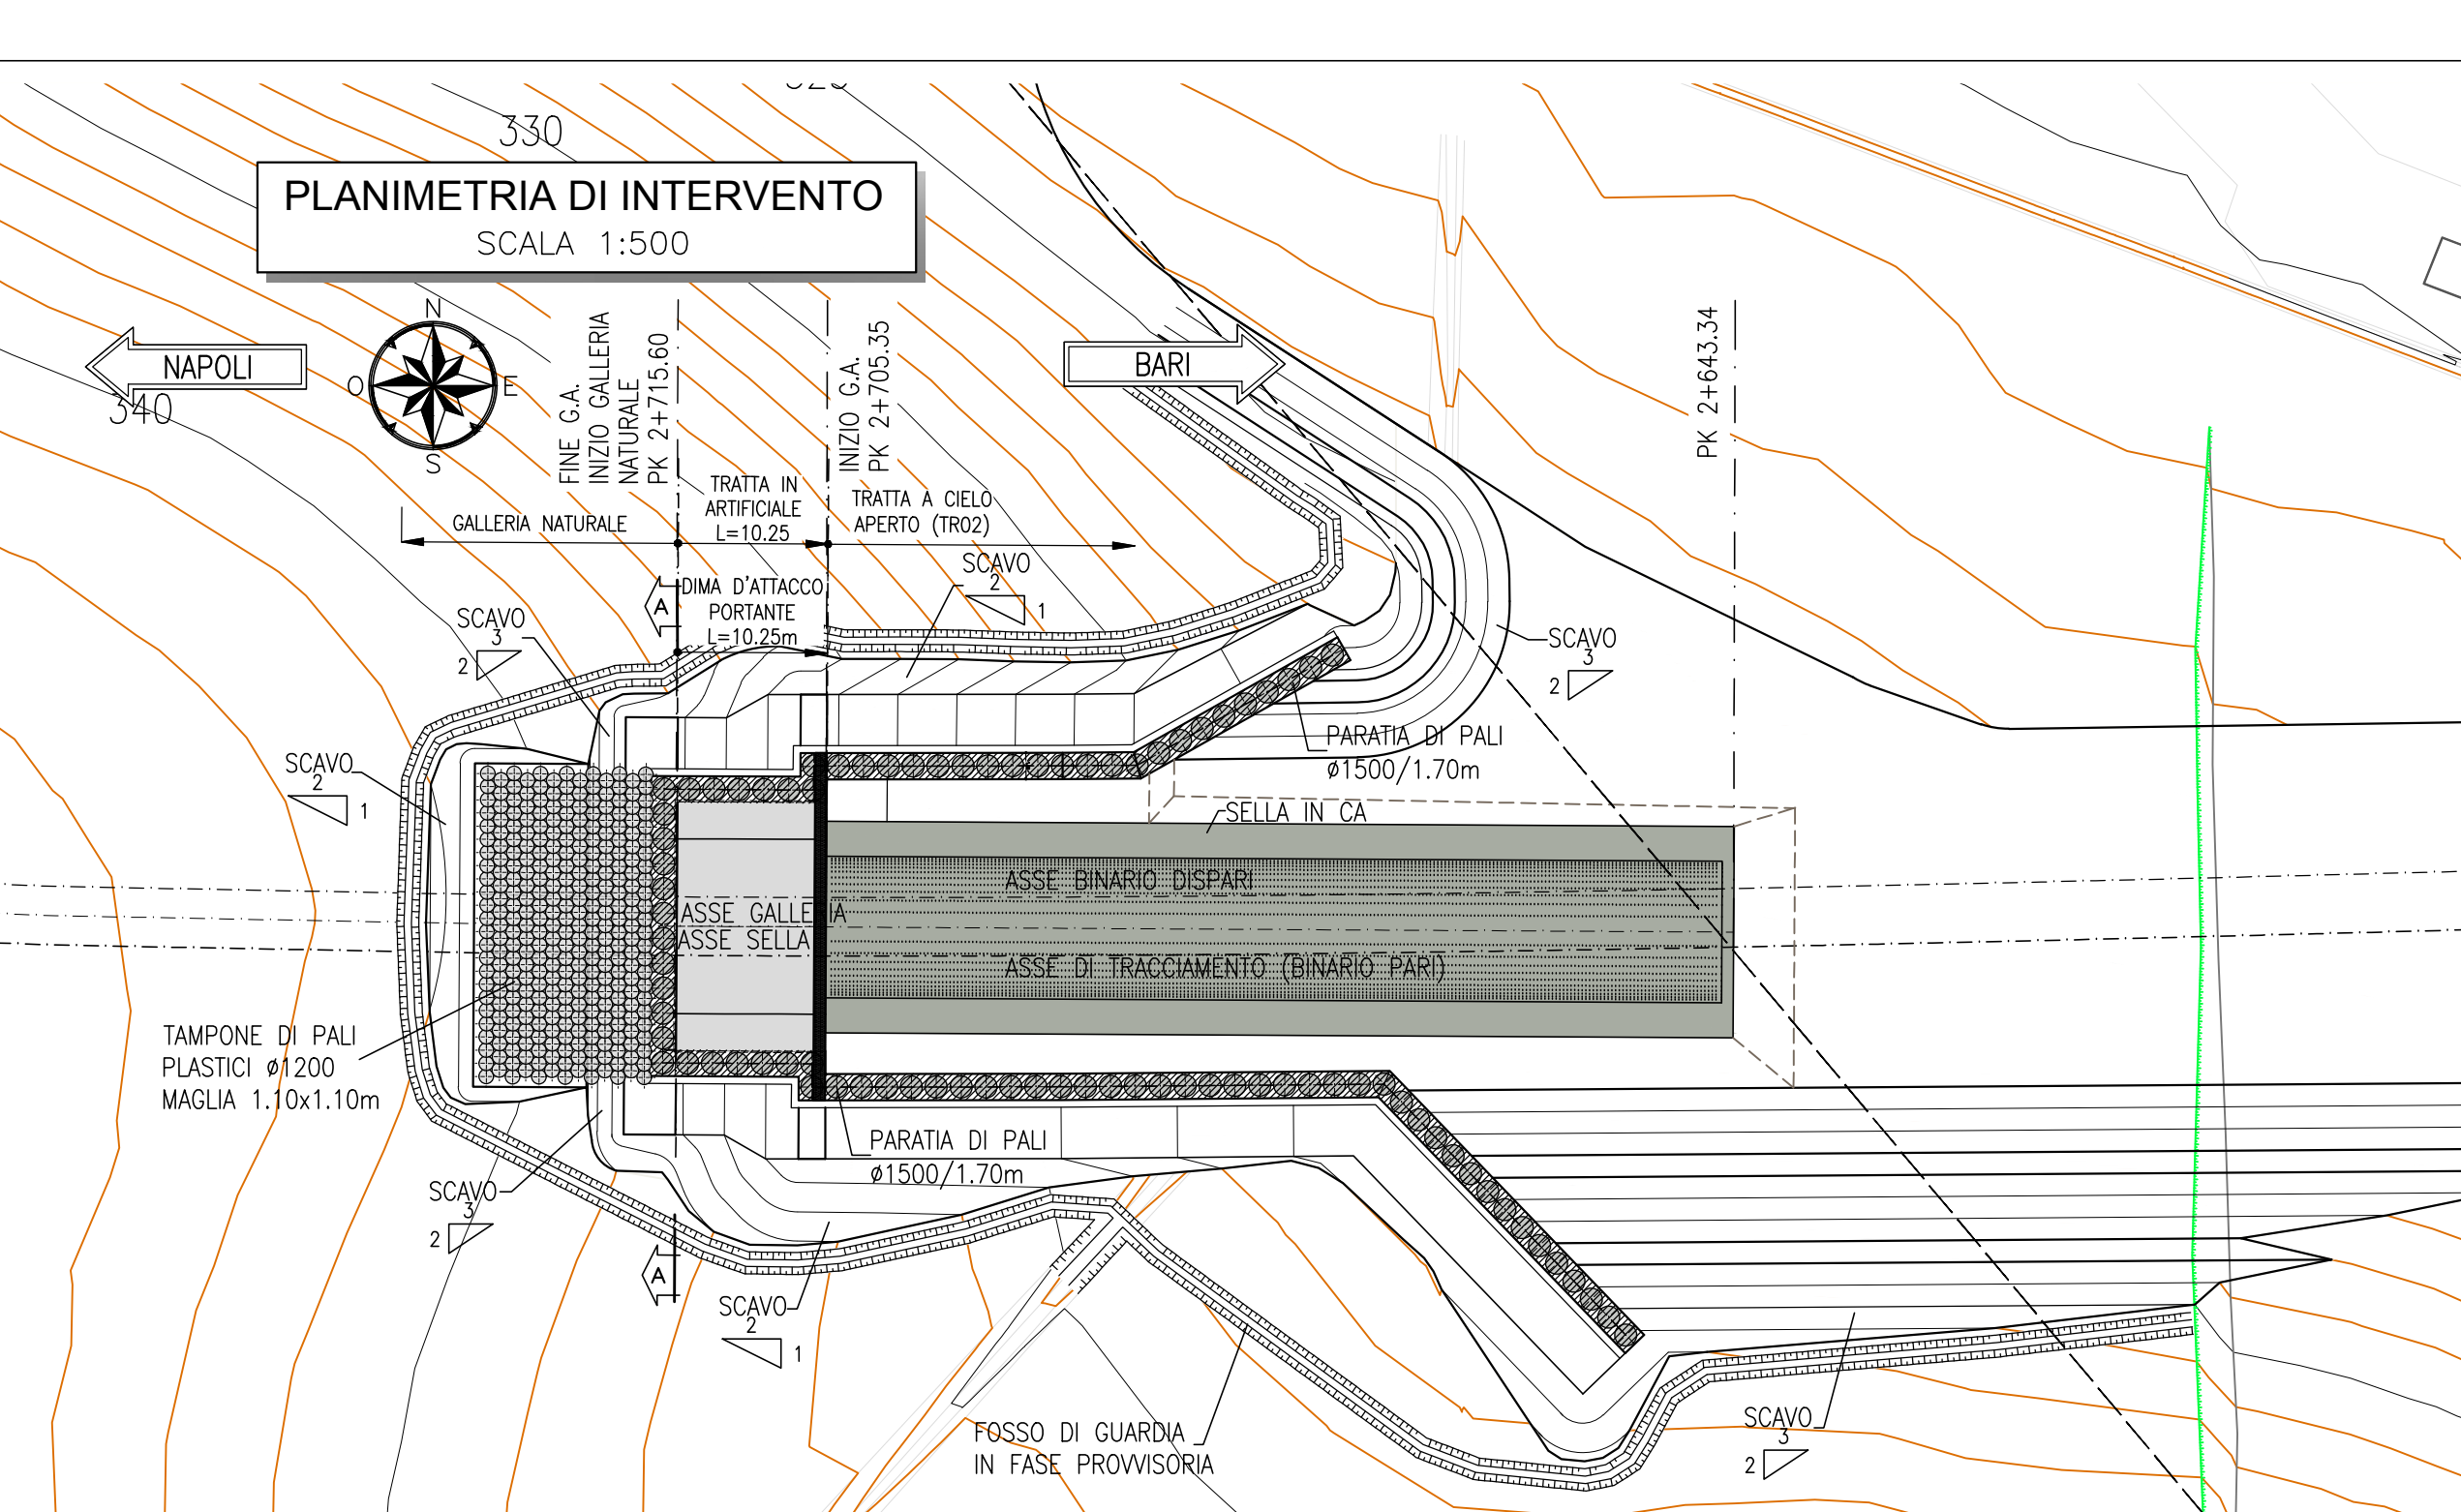 330
PLANIMETRIA DI INTERVENTO
SCALA 1:500
NAPOLI
340
N
O
E
S
BARI
FINE G.A.
INIZIO GALLERIA
NATURALE
PK 2+715.60
INIZIO G.A.
PK 2+705.35
PK 2+643.34
GALLERIA NATURALE
TRATTA IN
ARTIFICIALE
L=10.25
TRATTA A CIELO
APERTO (TR02)
A
DIMA D'ATTACCO
PORTANTE
L=10.25m
SCAVO
2
1
SCAVO
3
2
SCAVO
3
2
SCAVO
2
1
PARATIA DI PALI
ø1500/1.70m
SELLA IN CA
ASSE BINARIO DISPARI
ASSE GALLERIA
ASSE SELLA
ASSE DI TRACCIAMENTO (BINARIO PARI)
TAMPONE DI PALI
PLASTICI ø1200
MAGLIA 1.10x1.10m
PARATIA DI PALI
ø1500/1.70m
SCAVO
3
2
A
SCAVO
2
1
FOSSO DI GUARDIA
IN FASE PROVVISORIA
SCAVO
3
2